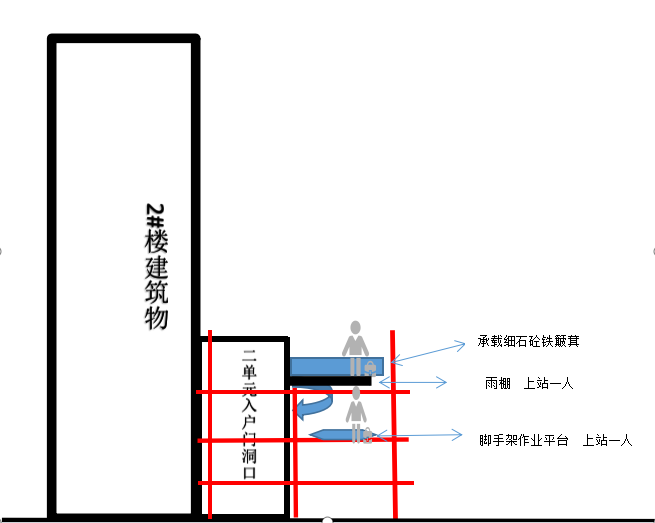 2#楼建筑物
二单元入户门洞口
承载细石砼铁簸箕
雨棚 上站一人
脚手架作业平台 上站一人